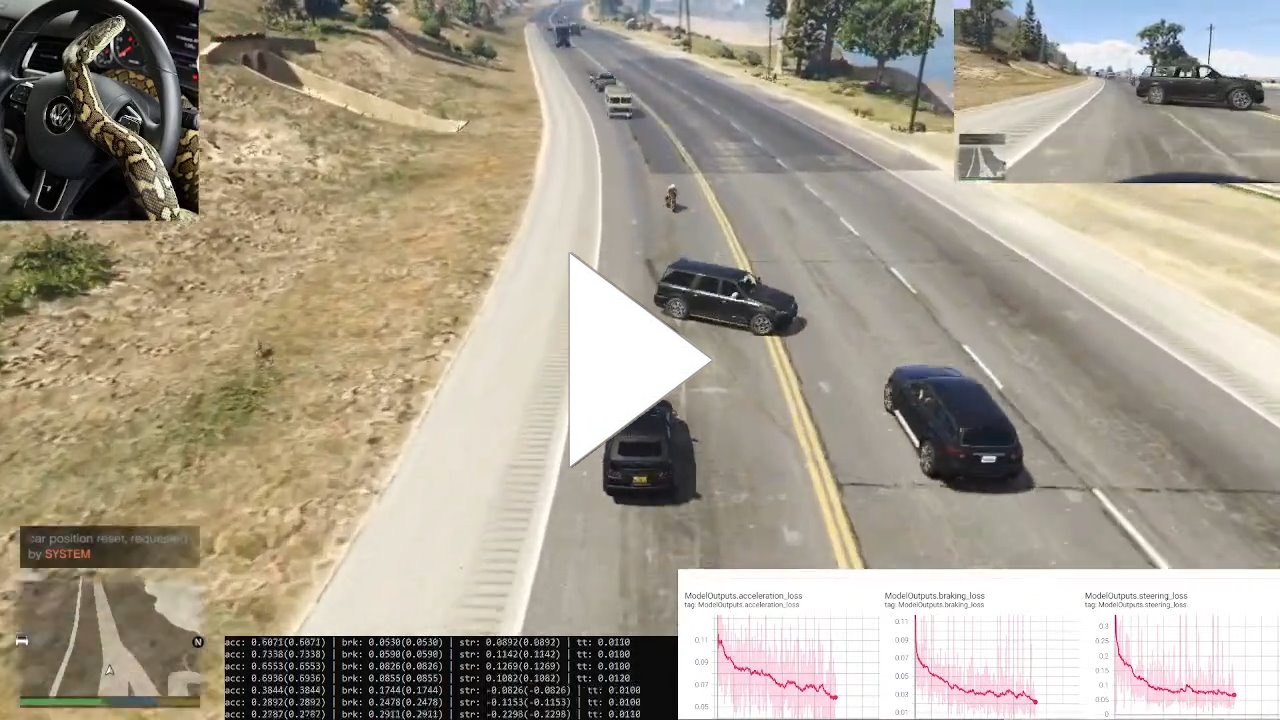 car position reset, requested
by SYSTEM
N
acc: 0.6071(0.6071) | brk: 0.0530(0.0530) | str: 0.0892(0.0892) | tt: 0.0110
acc: 0.7338(0.7338) | brk: 0.0590(0.0590) | str: 0.1142(0.1142) | tt: 0.0130
acc: 0.6553(0.6553) | brk: 0.0826(0.0826) | str: 0.1269(0.1269) | tt: 0.0100
acc: 0.6936(0.6936) | brk: 0.0855(0.0855) | str: 0.1082(0.1082) | tt: 0.0120
acc: 0.3844(0.3844) | brk: 0.1744(0.1744) | str: -0.0826(-0.0826) | tt: 0.0100
acc: 0.2892(0.2892) | brk: 0.2478(0.2478) | str: -0.1153(-0.1153) | tt: 0.0100
acc: 0.2787(0.2787) | brk: 0.2911(0.2911) | str: -0.2298(-0.2298) | tt: 0.0130
ModelOutputs.acceleration_loss
tag: ModelOutputs.acceleration_loss
0.11
0.09
0.07
0.05
ModelOutputs.braking_loss
tag: ModelOutputs.braking_loss
0.11
0.09
0.07
0.05
0.03
0.01
ModelOutputs.steering_loss
tag: ModelOutputs.steering_loss
0.3
0.25
0.2
0.15
0.1
0.05
0